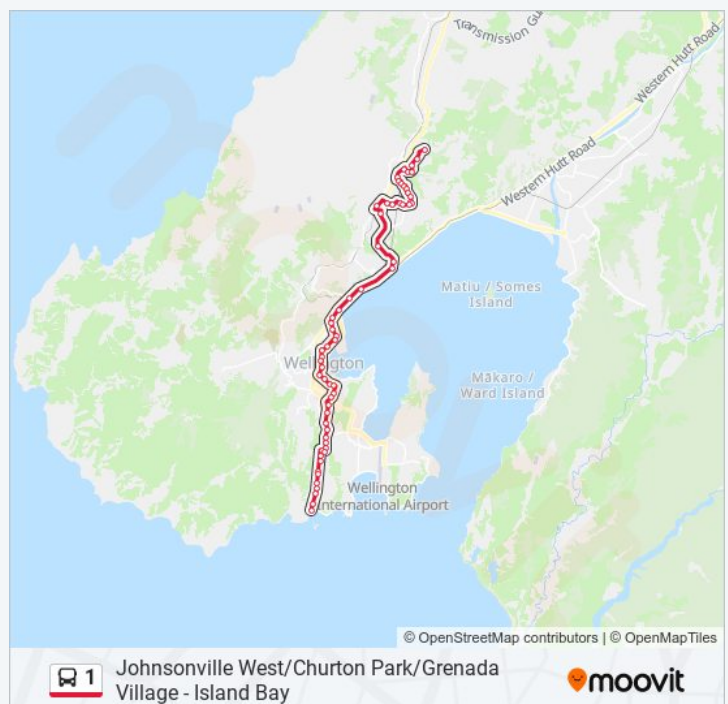 Transmission Gu
Western Hutt Road
Western Hutt Road
Matiu / Somes
Island
Wellington
Mākaro /
Ward Island
Wellington
International Airport
© OpenStreetMap contributors | © OpenMapTiles
1
Johnsonville West/Churton Park/Grenada
Village - Island Bay
moovit